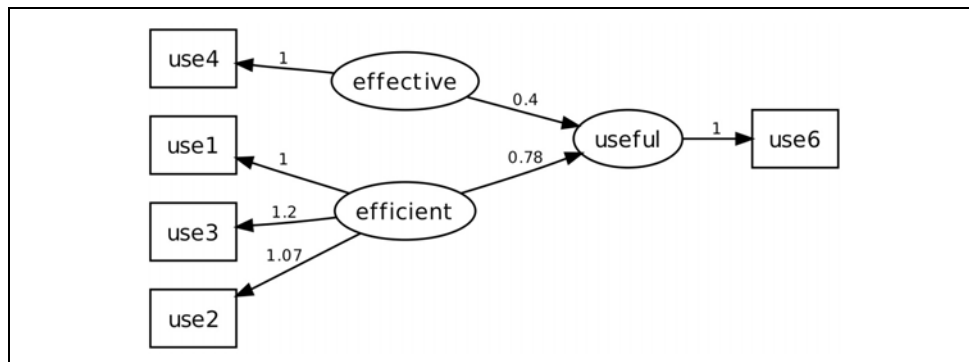 use4
1
effective
0.4
useful
1
use6
use1
1
0.78
efficient
use3
1.2
1.07
use2